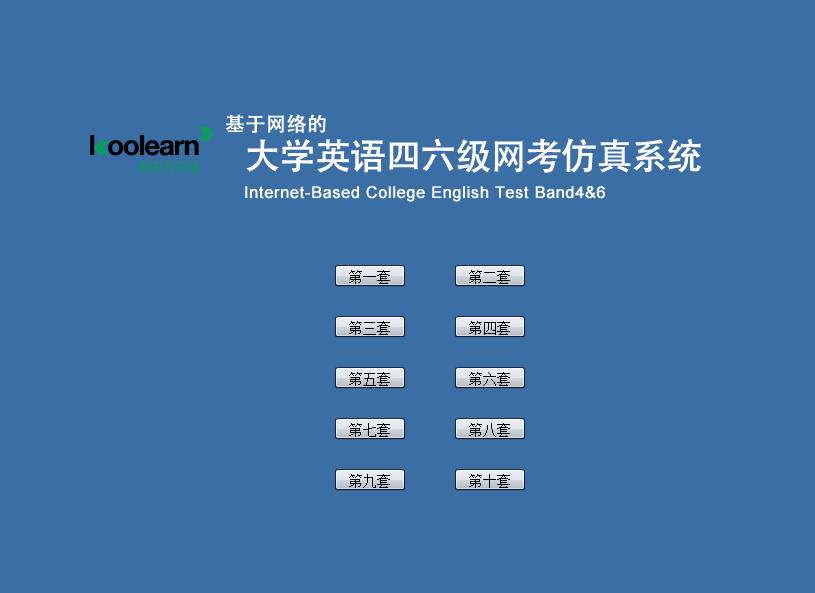 koolearn
基于网络的
大学英语四六级网考仿真系统
Internet-Based College English Test Band4&6
第一套 第二套
第三套 第四套
第五套 第六套
第七套 第八套
第九套 第十套